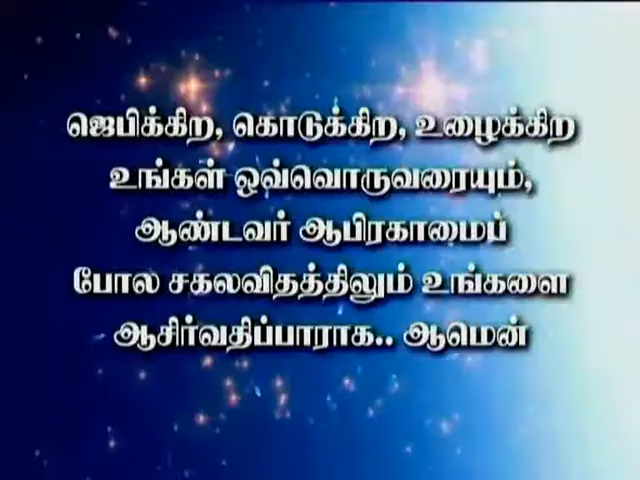 ஜெபிக்கிற, கொடுக்கிற, உழைக்கிற
உங்கள் ஒவ்வொருவரையும்,
ஆண்டவர் ஆபிரகாமைப்
போல சகலவிதத்திலும் உங்களை
ஆசிர்வதிப்பாராக.. ஆமென்